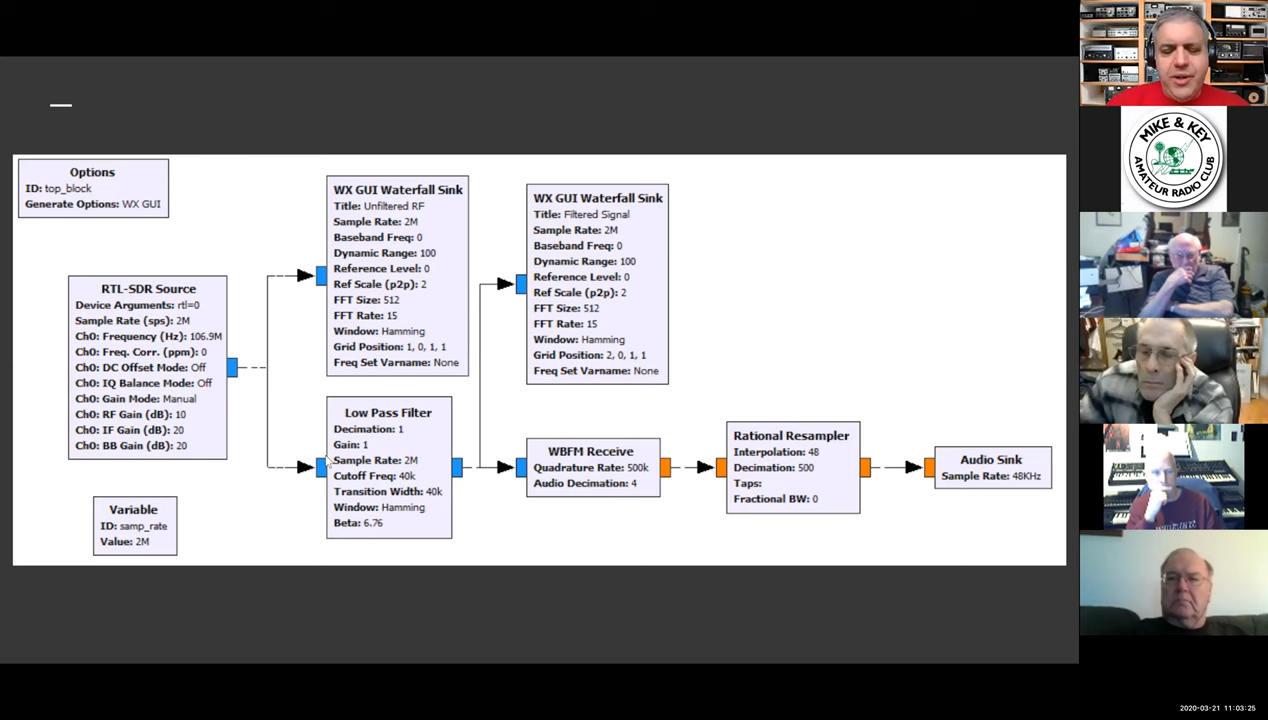 Options
ID: top_block
Generate Options: WX GUI
RTL-SDR Source
Device Arguments: rtl=0
Sample Rate (sps): 2M
Ch0: Frequency (Hz): 106.9M
Ch0: Freq. Corr. (ppm): 0
Ch0: DC Offset Mode: Off
Ch0: IQ Balance Mode: Off
Ch0: Gain Mode: Manual
Ch0: RF Gain (dB): 10
Ch0: IF Gain (dB): 20
Ch0: BB Gain (dB): 20
Variable
ID: samp_rate
Value: 2M
WX GUI Waterfall Sink
Title: Unfiltered RF
Sample Rate: 2M
Baseband Freq: 0
Dynamic Range: 100
Reference Level: 0
Ref Scale (p2p): 2
FFT Size: 512
FFT Rate: 15
Window: Hamming
Grid Position: 1, 0, 1, 1
Freq Set Varname: None
Low Pass Filter
Decimation: 1
Gain: 1
Sample Rate: 2M
Cutoff Freq: 40k
Transition Width: 40k
Window: Hamming
Beta: 6.76
WX GUI Waterfall Sink
Title: Filtered Signal
Sample Rate: 2M
Baseband Freq: 0
Dynamic Range: 100
Reference Level: 0
Ref Scale (p2p): 2
FFT Size: 512
FFT Rate: 15
Window: Hamming
Grid Position: 2, 0, 1, 1
Freq Set Varname: None
WBFM Receive
Quadrature Rate: 500k
Audio Decimation: 4
Rational Resampler
Interpolation: 48
Decimation: 500
Taps:
Fractional BW: 0
Audio Sink
Sample Rate: 48KHz
MIKE & KEY
AMATEUR RADIO CLUB
2020-03-21 11:03:25